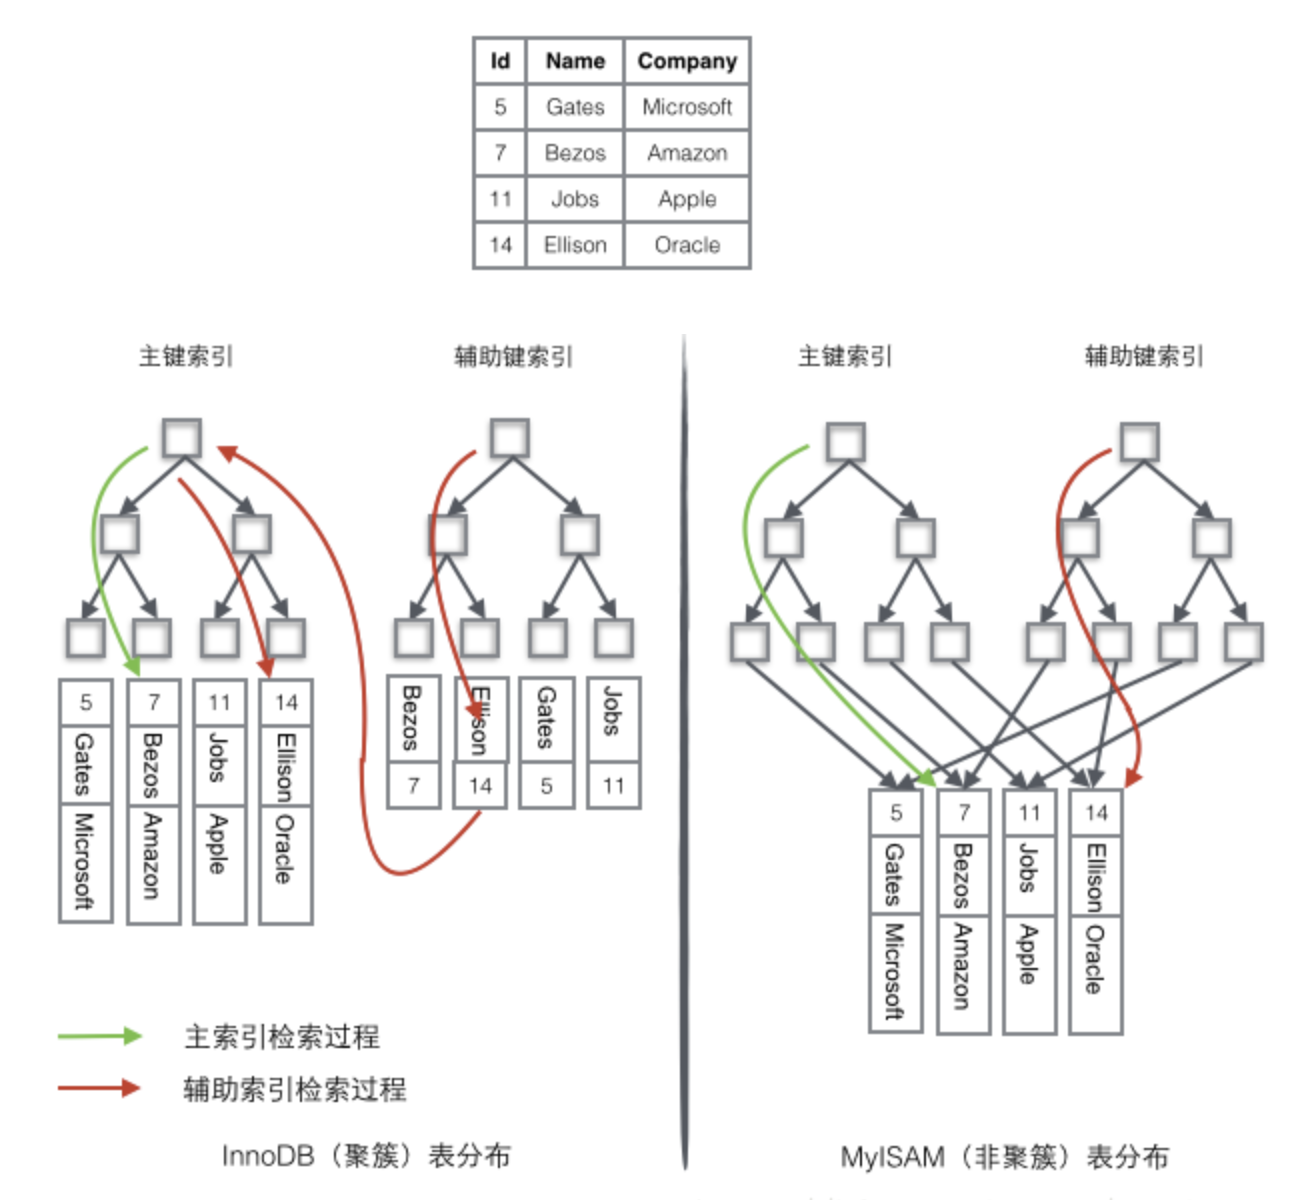 Id Name Company
5 Gates Microsoft
7 Bezos Amazon
11 Jobs Apple
14 Ellison Oracle
主键索引 辅助键索引 主键索引 辅助键索引
5 7 11 14
Gates Bezos Jobs Ellison
Microsoft Amazon Apple Oracle
Bezos Ellison Gates Jobs
7 14 5 11
5 7 11 14
Gates Bezos Jobs Ellison
Microsoft Amazon Apple Oracle
主索引检索过程
辅助索引检索过程
InnoDB（聚簇）表分布
MyISAM（非聚簇）表分布